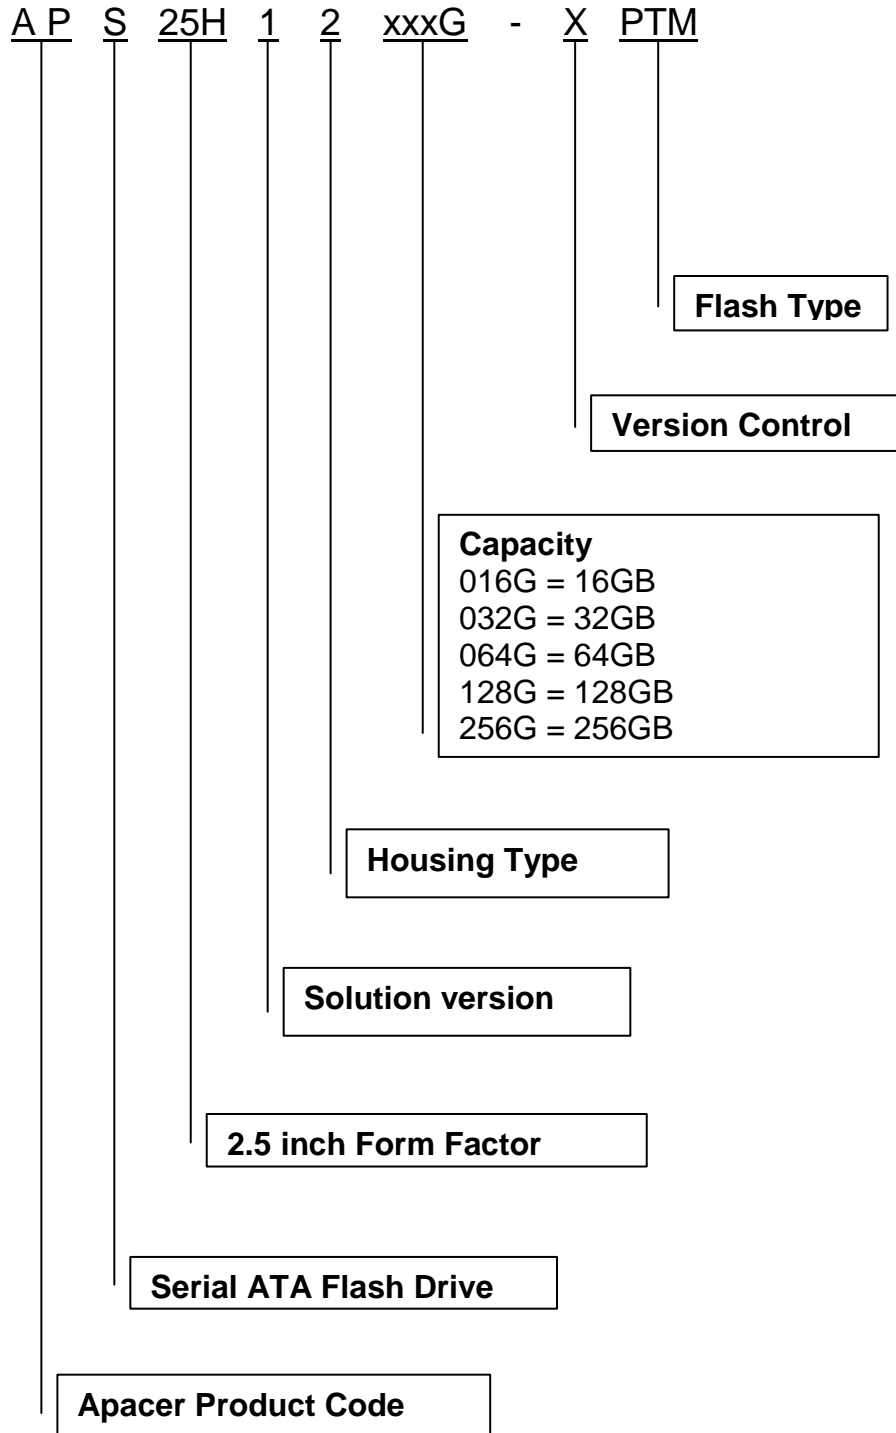 A P S 25H 1 2 xxxG - X PTM
Flash Type
Version Control
Capacity
016G = 16GB
032G = 32GB
064G = 64GB
128G = 128GB
256G = 256GB
Housing Type
Solution version
2.5 inch Form Factor
Serial ATA Flash Drive
Apacer Product Code